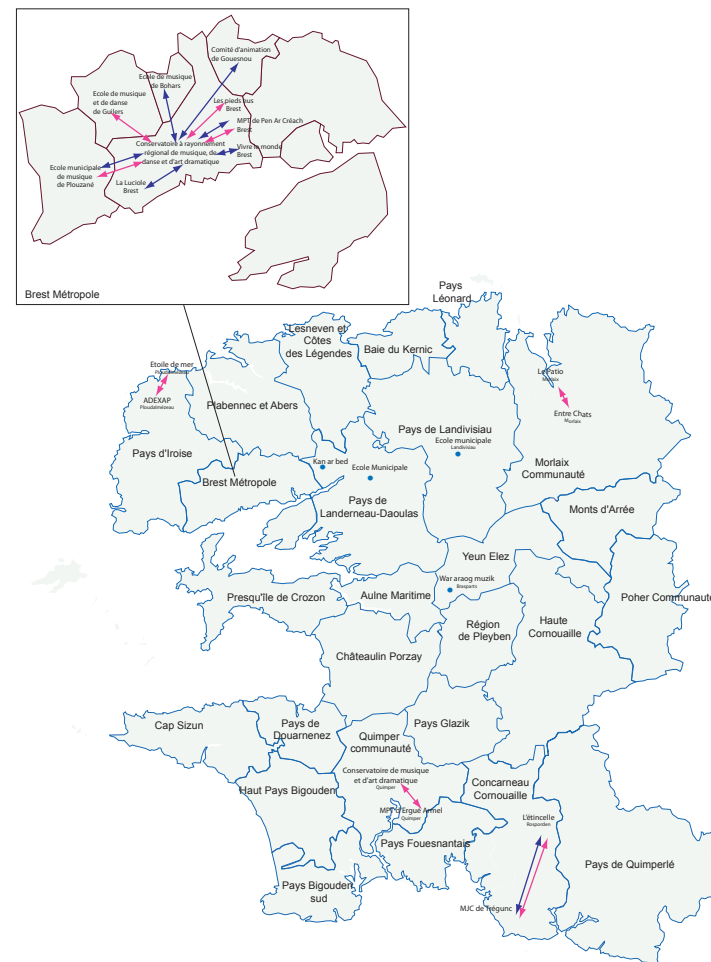 Comité d'animation
de Gouesnou
Ecole de musique
de Bohars
Ecole de musique
et de danse
de Guilers
Les pieds nus
Brest
MPT de Pen Ar Créach
Brest
Conservatoire à rayonnement
régional de musique, de
danse et d'art dramatique
Vivre le monde
Brest
Ecole municipale
de musique
de Plouzané
La Luciole
Brest
Brest Métropole
Pays
Léonard
Lesneven et
Côtes
des Légendes
Baie du Kernic
Etoile de mer
ADEXAP
Ploudalmézeau
Plabennec et Abers
Le Patio
Morlaix
Entre Chats
Morlaix
Pays de Landivisiau
Ecole municipale
Landivisiau
Pays d'Iroise
Kan ar bed
Ecole Municipale
Morlaix
Communauté
Brest Métropole
Pays de
Landerneau-Daoulas
Monts d'Arrée
Yeun Elez
War araog muzik
Brasparts
Presqu'île de Crozon
Aulne Maritime
Poher Communauté
Région
de Pleyben
Haute
Cornouaille
Châteaulin Porzay
Cap Sizun
Pays de
Douarnenez
Quimper
communauté
Pays Glazik
Conservatoire de musique
et d'art dramatique
Quimper
Haut Pays Bigouden
Concarneau
Cornouaille
MPT d'Ergué Armel
Quimper
L'étincelle
Rosporden
Pays Fouesnantais
Pays de Quimperlé
Pays Bigouden
sud
MJC de Trégunc